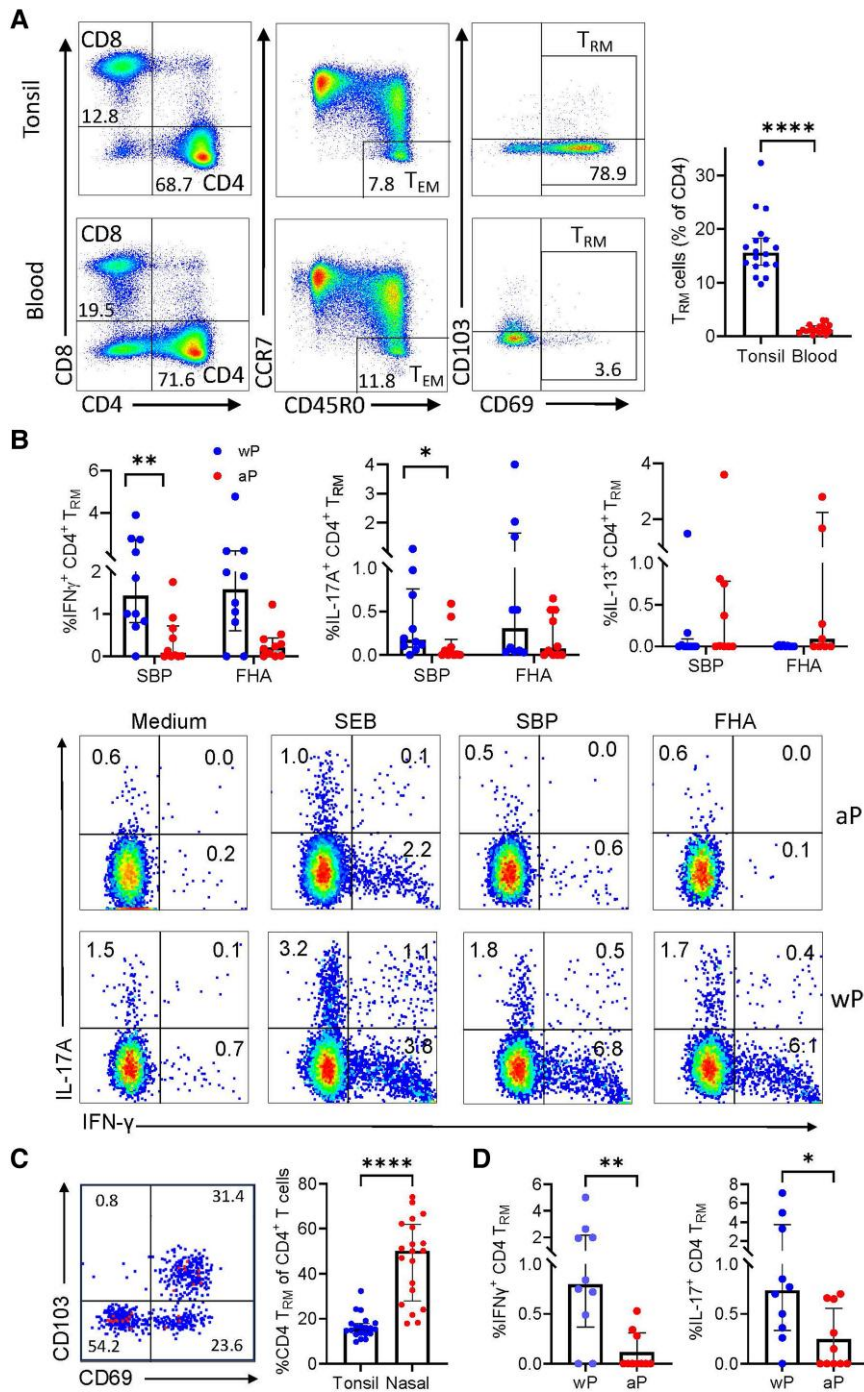 A
Tonsil
CD8
12.8
68.7
CD4
7.8
TEM
TRM
78.9
Blood
CD8
19.5
71.6
CD4
11.8
TEM
TRM
3.6
CD8
CD4
CCR7
CD45R0
CD103
CD69
TRM cells (% of CD4)
****
30
20
10
0
Tonsil Blood
B
%IFNγ+ CD4+ TRM
wP
aP
**
6
4
2
2
1
0
SBP
FHA
%IL-17A+ CD4+ TRM
*
4
3
2
1
1.0
0.5
0.0
SBP
FHA
%IL-13+ CD4+ TRM
4
2
1.0
0.5
0.0
SBP
FHA
Medium
SEB
SBP
FHA
0.6
0.0
0.2
1.0
0.1
2.2
0.5
0.0
0.6
0.6
0.0
0.1
aP
1.5
0.1
0.7
3.2
1.1
3.8
1.8
0.5
6.8
1.7
0.4
6.1
wP
IL-17A
IFN-γ
C
CD103
0.8
31.4
54.2
23.6
CD69
%CD4 TRM of CD4+ T cells
****
80
60
40
20
0
Tonsil Nasal
D
%IFNγ+ CD4 TRM
**
8
6
4
2
1.0
0.5
0.0
wP
aP
%IL-17+ CD4 TRM
*
8
6
4
2
1.0
0.5
0.0
wP
aP